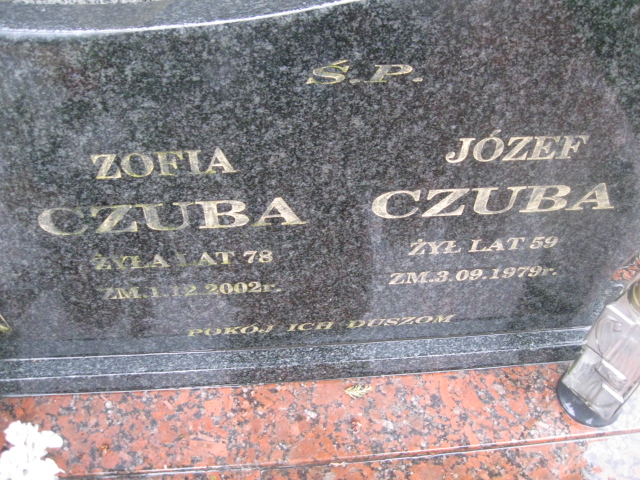 Ś.P.
ZOFIA
CZUBA
ŻYŁA LAT 78
ZM.1.12.2002r.
JÓZEF
CZUBA
ŻYŁ LAT 59
ZM.3.09.1979r.
POKÓJ ICH DUSZOM